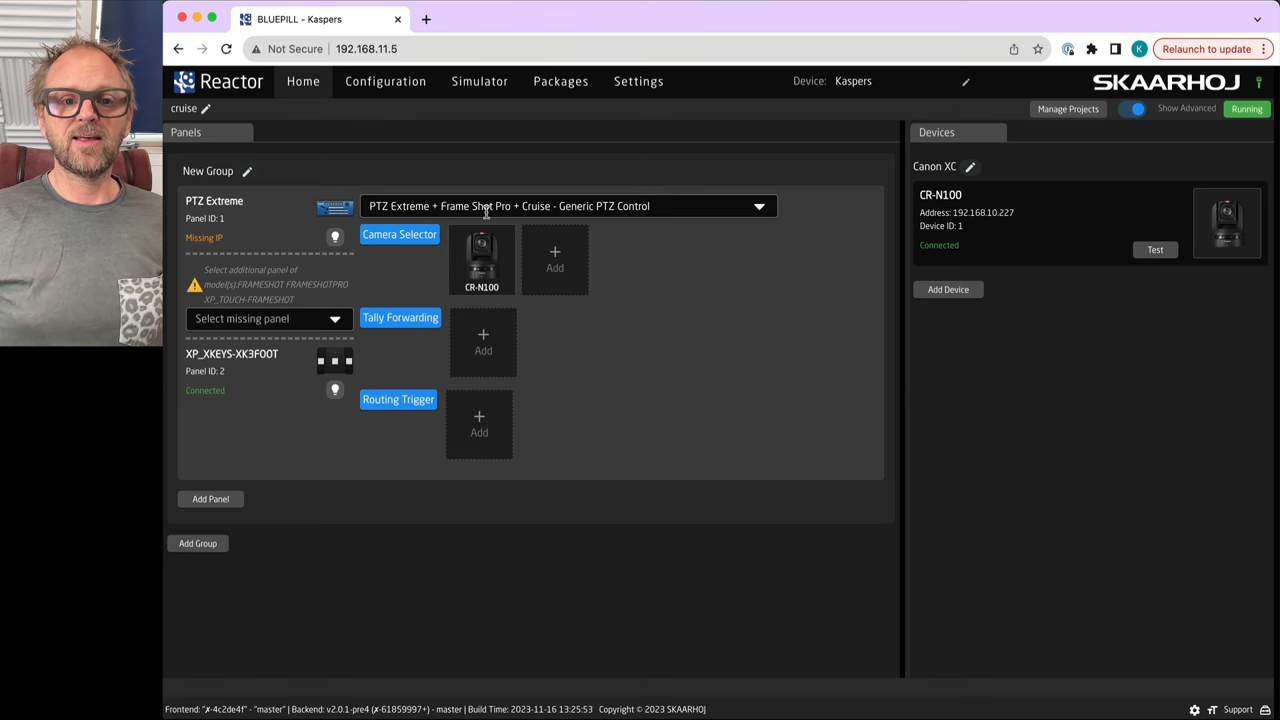 BLUEPILL - Kaspers
Not Secure
192.168.11.5
K
Relaunch to update
Reactor
Home
Configuration
Simulator
Packages
Settings
Device:
Kaspers
SKAARHOJ
cruise
Manage Projects
Show Advanced
Running
Panels
Devices
New Group
Canon XC
PTZ Extreme
Panel ID: 1
Missing IP
PTZ Extreme + Frame Shot Pro + Cruise - Generic PTZ Control
Camera Selector
CR-N100
+
Add
CR-N100
Address: 192.168.10.227
Device ID: 1
Connected
Test
Add Device
Select additional panel of
model(s):FRAMESHOT FRAMESHOTPRO
XP_TOUCH-FRAMESHOT
Select missing panel
Tally Forwarding
+
Add
XP_XKEYS-XK3FOOT
Panel ID: 2
Connected
Routing Trigger
+
Add
Add Panel
Add Group
Frontend: "✗-4c2de4f" - "master" | Backend: v2.0.1-pre4 (✗-61859997+) - master | Build Time: 2023-11-16 13:25:53 Copyright © 2023 SKAARHOJ
Support